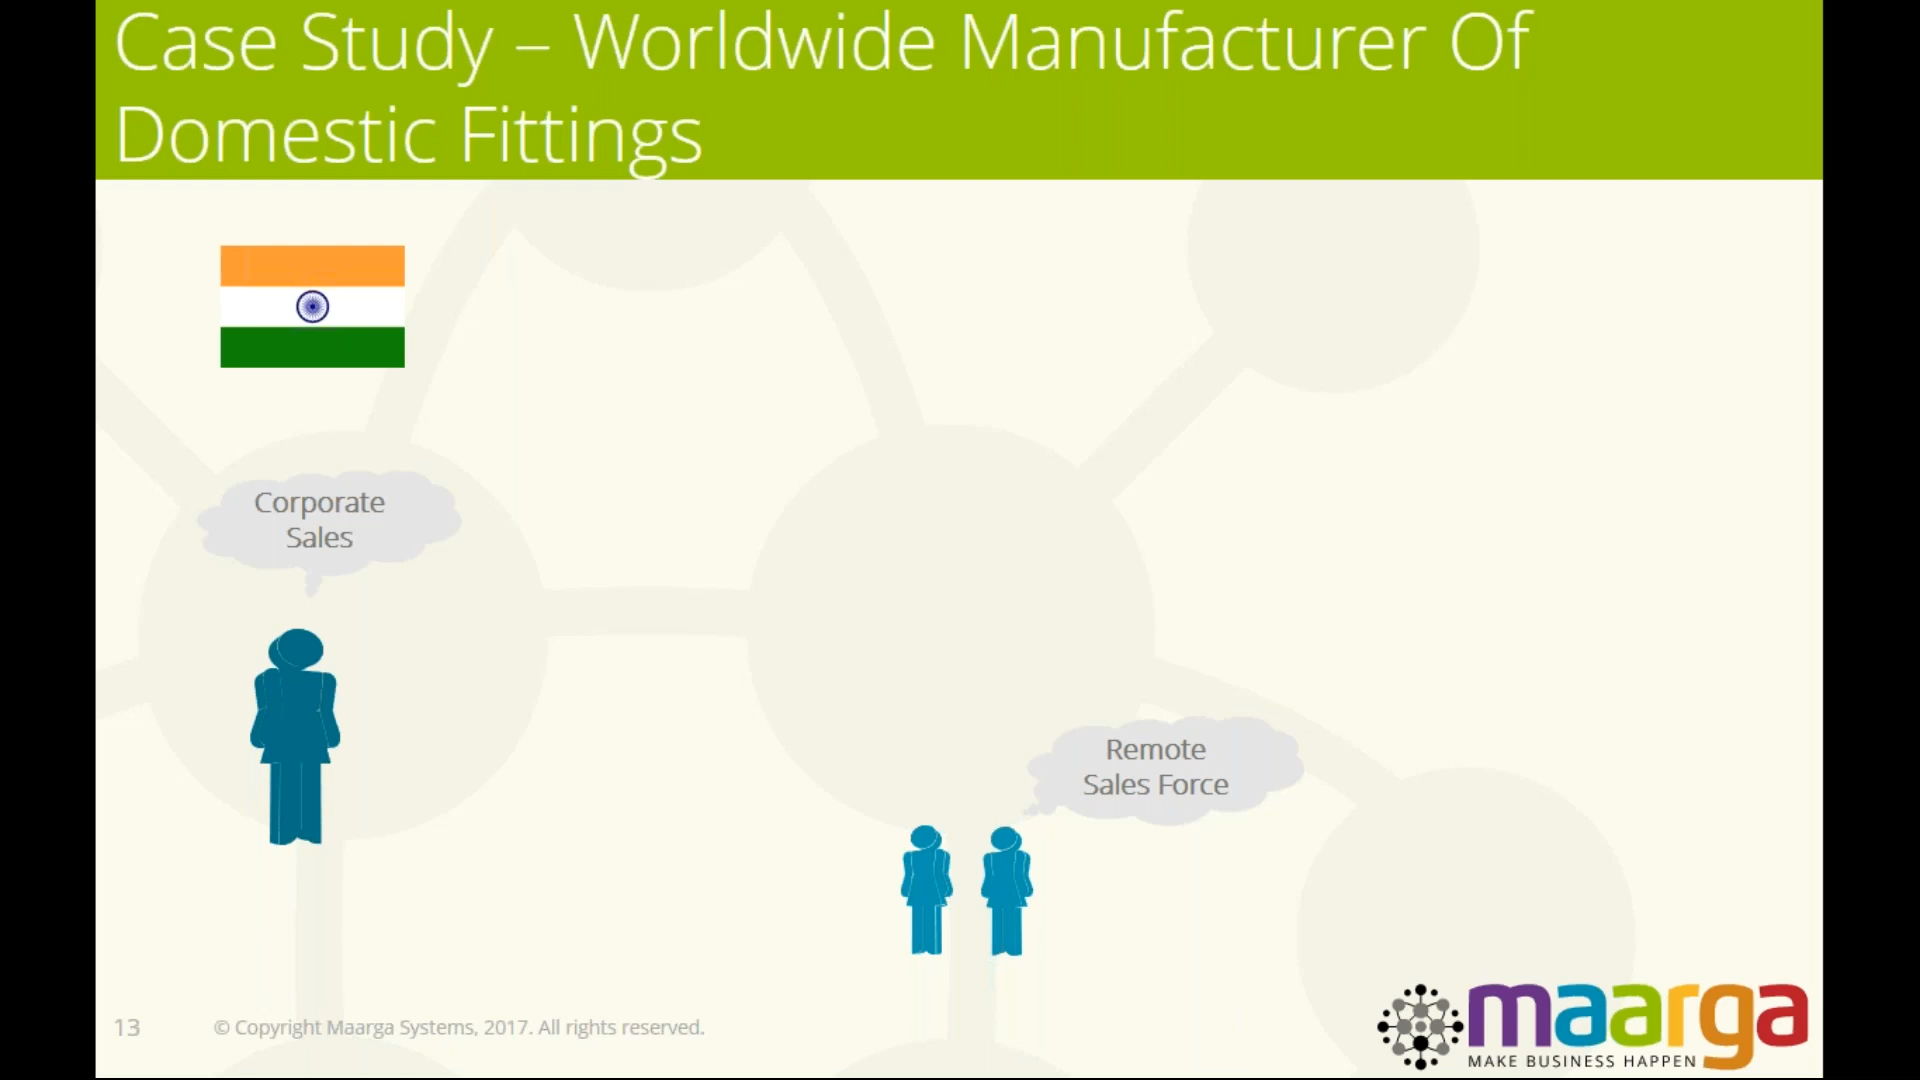 Case Study – Worldwide Manufacturer Of
Domestic Fittings
Corporate
Sales
Remote
Sales Force
13
© Copyright Maarga Systems, 2017. All rights reserved.
maarga
MAKE BUSINESS HAPPEN